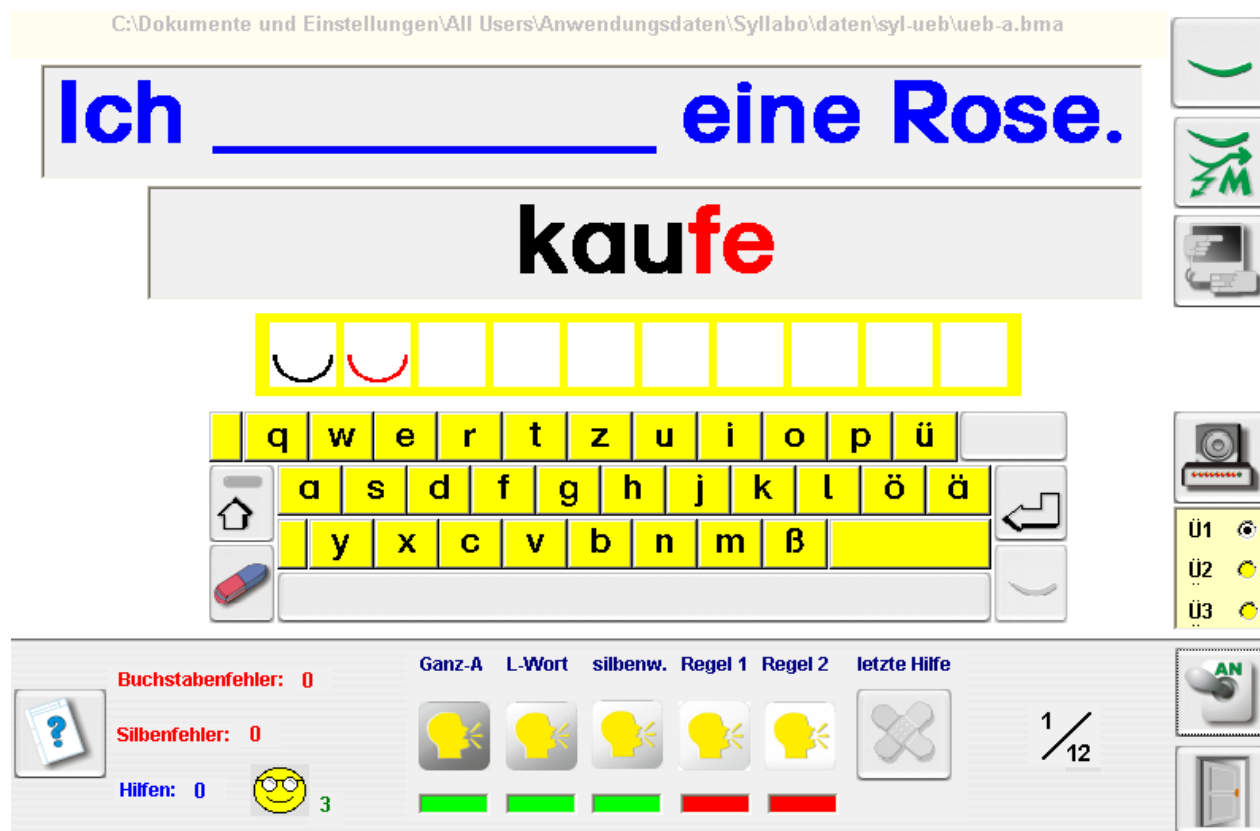 C:\Dokumente und Einstellungen\All Users\Anwendungsdaten\Syllabo\daten\syl-ueb\ueb-a.bma
Ich ____________ eine Rose.
kaufe
q w e r t z u i o p ü
a s d f g h j k l ö ä
y x c v b n m ß
Ü1
Ü2
Ü3
Ganz-A L-Wort silbenw. Regel 1 Regel 2 letzte Hilfe
AN
Buchstabenfehler: 0
Silbenfehler: 0
Hilfen: 0
3
1/12
M
?